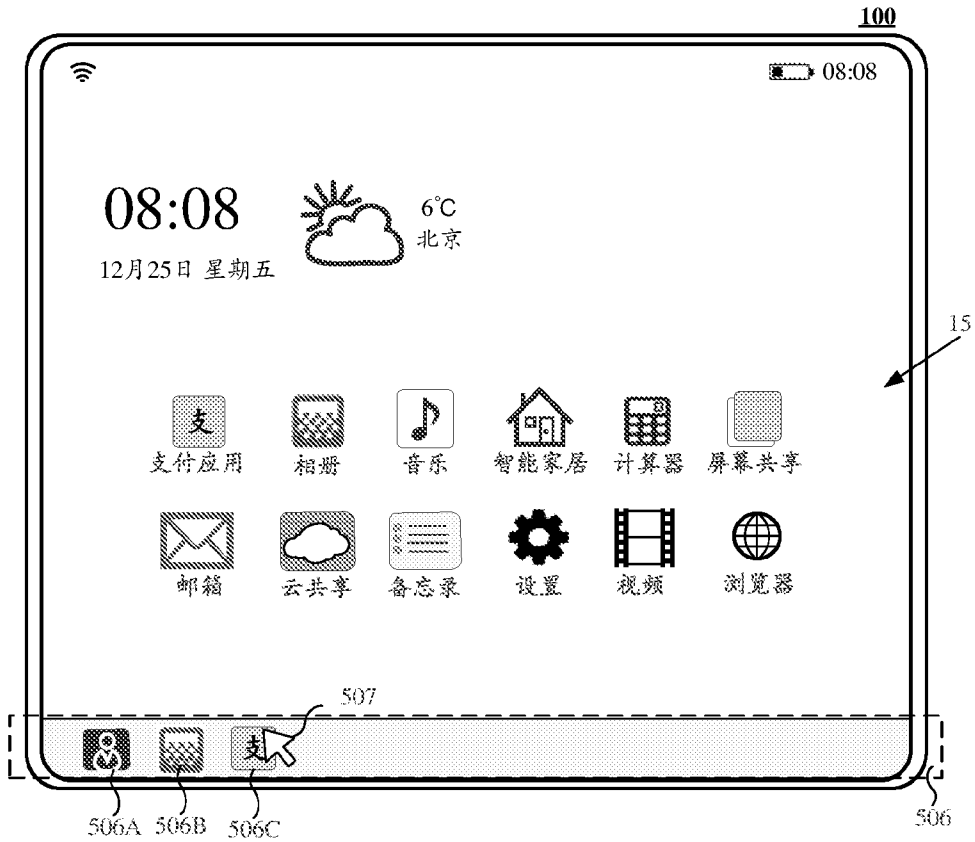 100
08:08
08:08
6℃
北京
12月25日 星期五
15
支
支付应用 相册 音乐 智能家居 计算器 屏幕共享
邮箱 云共享 备忘录 设置 视频 浏览器
507
支
506A 506B 506C 506